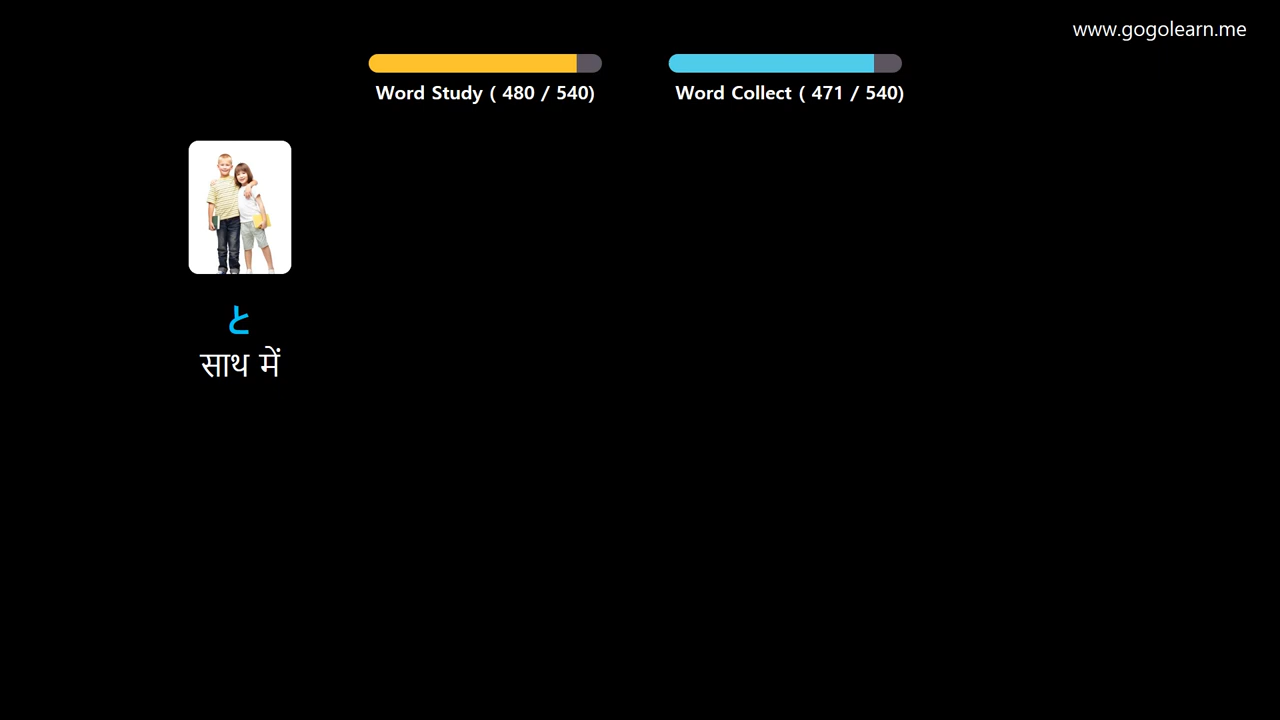 www.gogolearn.me
Word Study ( 480 / 540)
Word Collect ( 471 / 540)
と
साथ में